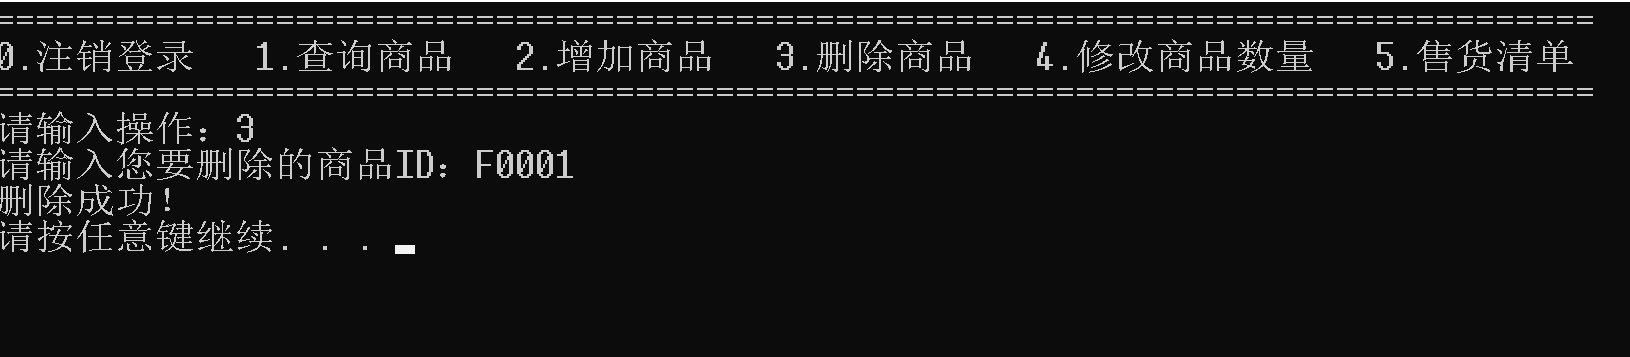 ================================================================================
0.注销登录  1.查询商品  2.增加商品  3.删除商品  4.修改商品数量  5.售货清单
================================================================================
请输入操作：3
请输入您要删除的商品ID：F0001
删除成功！
请按任意键继续. . .